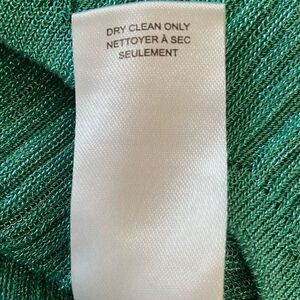 DRY CLEAN ONLY
NETTOYER À SEC
SEULEMENT